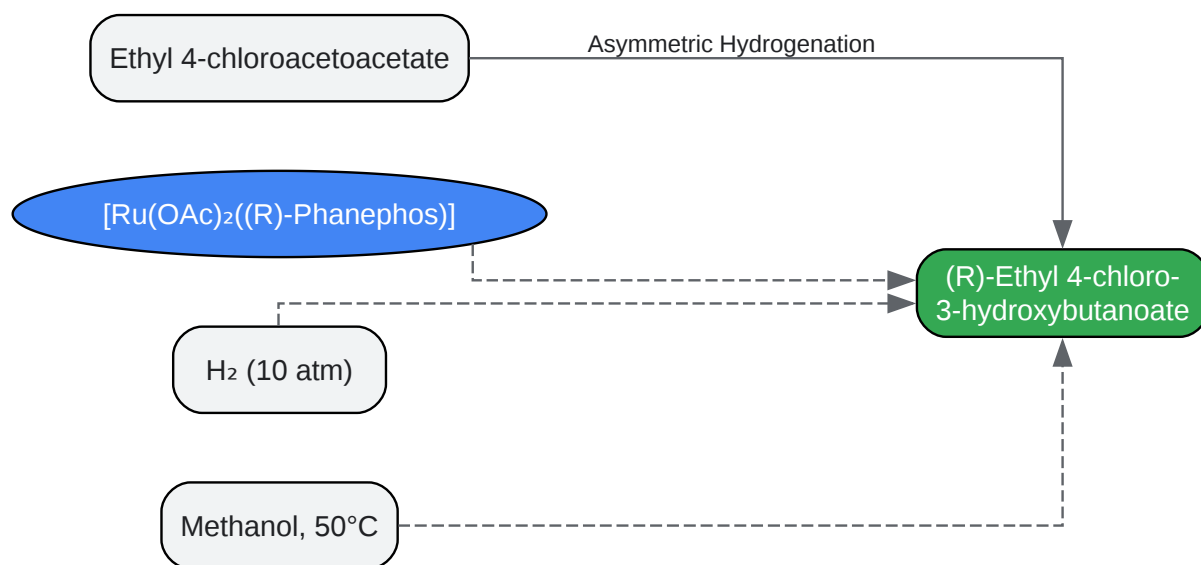 Ethyl 4-chloroacetoacetate
Asymmetric Hydrogenation
[Ru(OAc)₂((R)-Phanephos)]
(R)-Ethyl 4-chloro-
3-hydroxybutanoate
H₂ (10 atm)
Methanol, 50°C